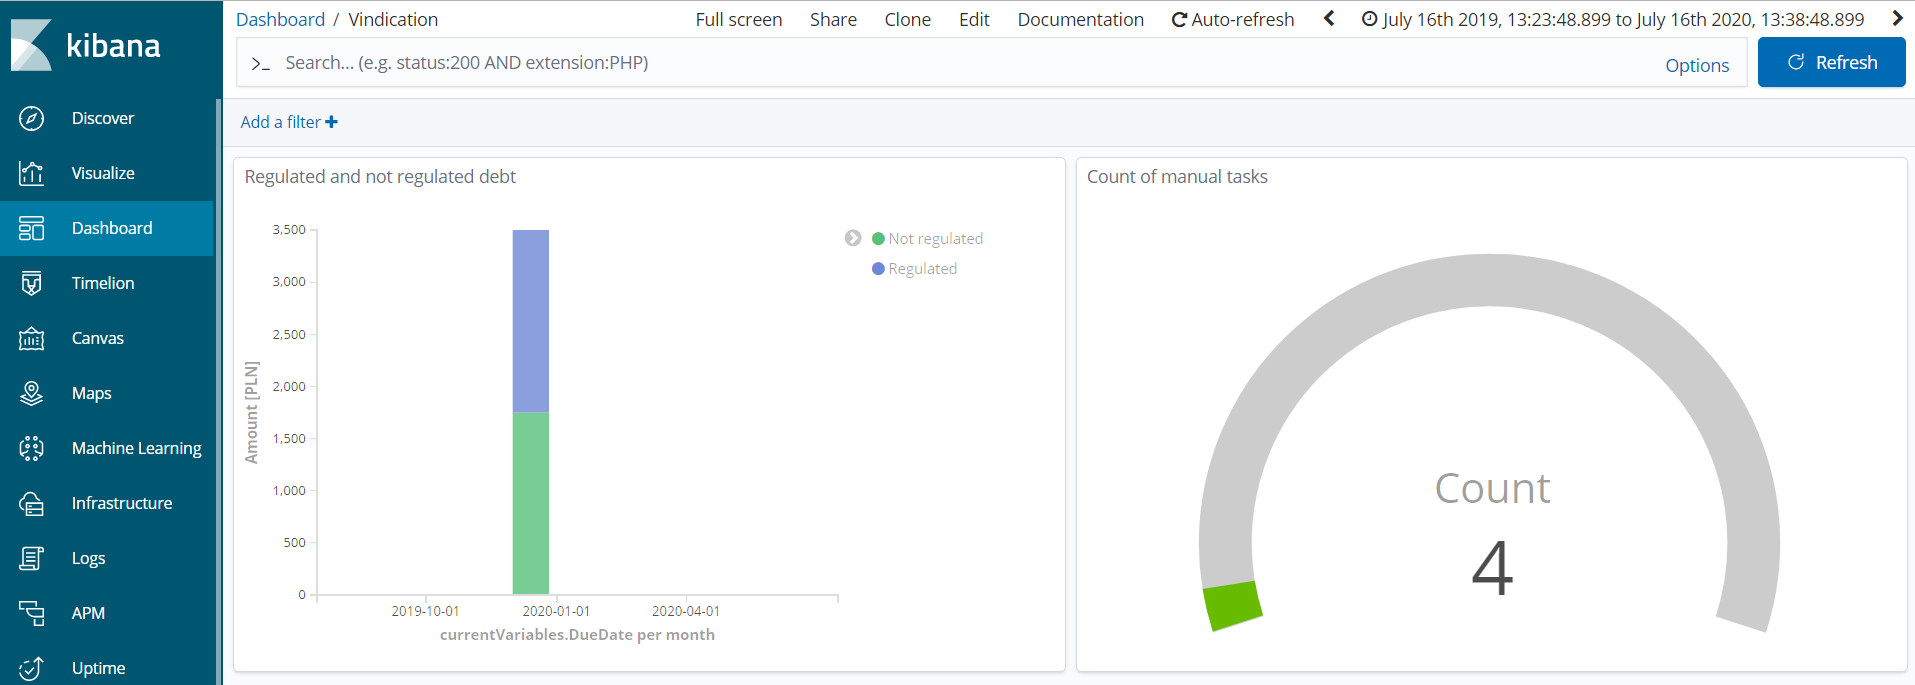 kibana
Discover
Visualize
Dashboard
Timelion
Canvas
Maps
Machine Learning
Infrastructure
Logs
APM
Uptime
Dashboard / Vindication
Full screen Share Clone Edit Documentation Auto-refresh July 16th 2019, 13:23:48.899 to July 16th 2020, 13:38:48.899
>_ Search... (e.g. status:200 AND extension:PHP) Options Refresh
Add a filter +
Regulated and not regulated debt
Amount [PLN]
3,500
3,000
2,500
2,000
1,500
1,000
500
0
2019-10-01 2020-01-01 2020-04-01
currentVariables.DueDate per month
Not regulated
Regulated
Count of manual tasks
Count
4